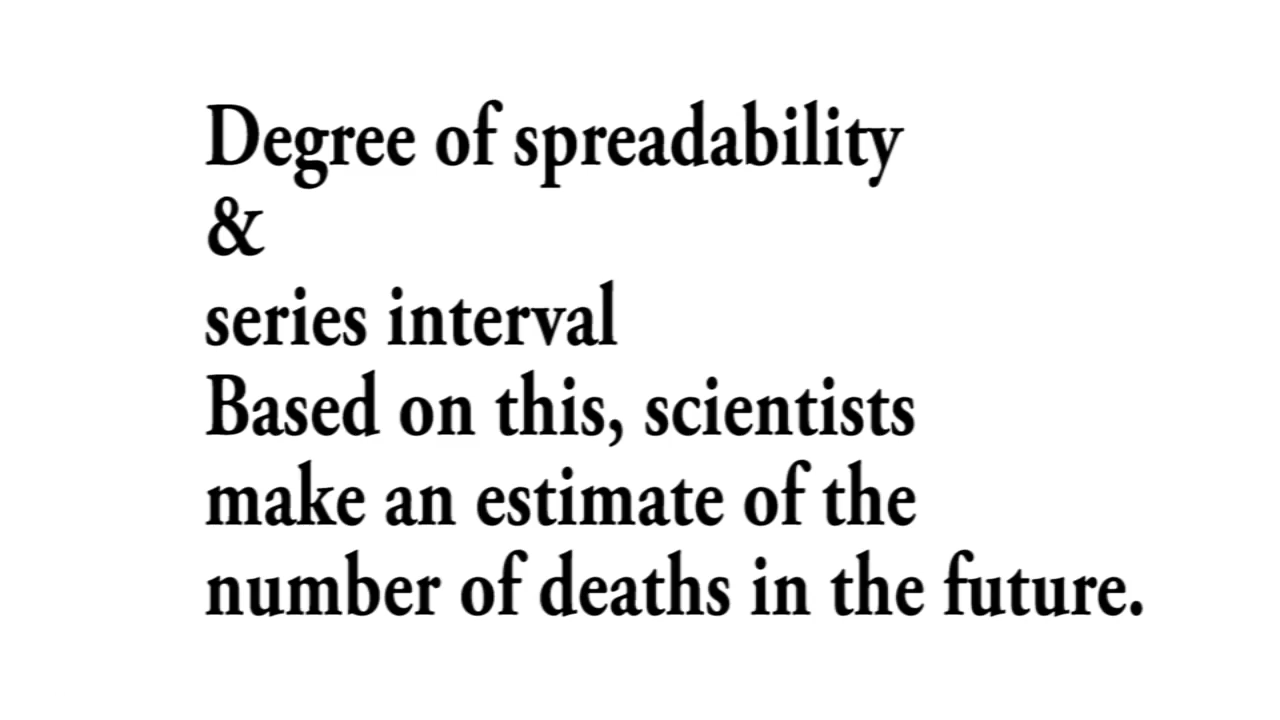 Degree of spreadability
&
series interval
Based on this, scientists
make an estimate of the
number of deaths in the future.